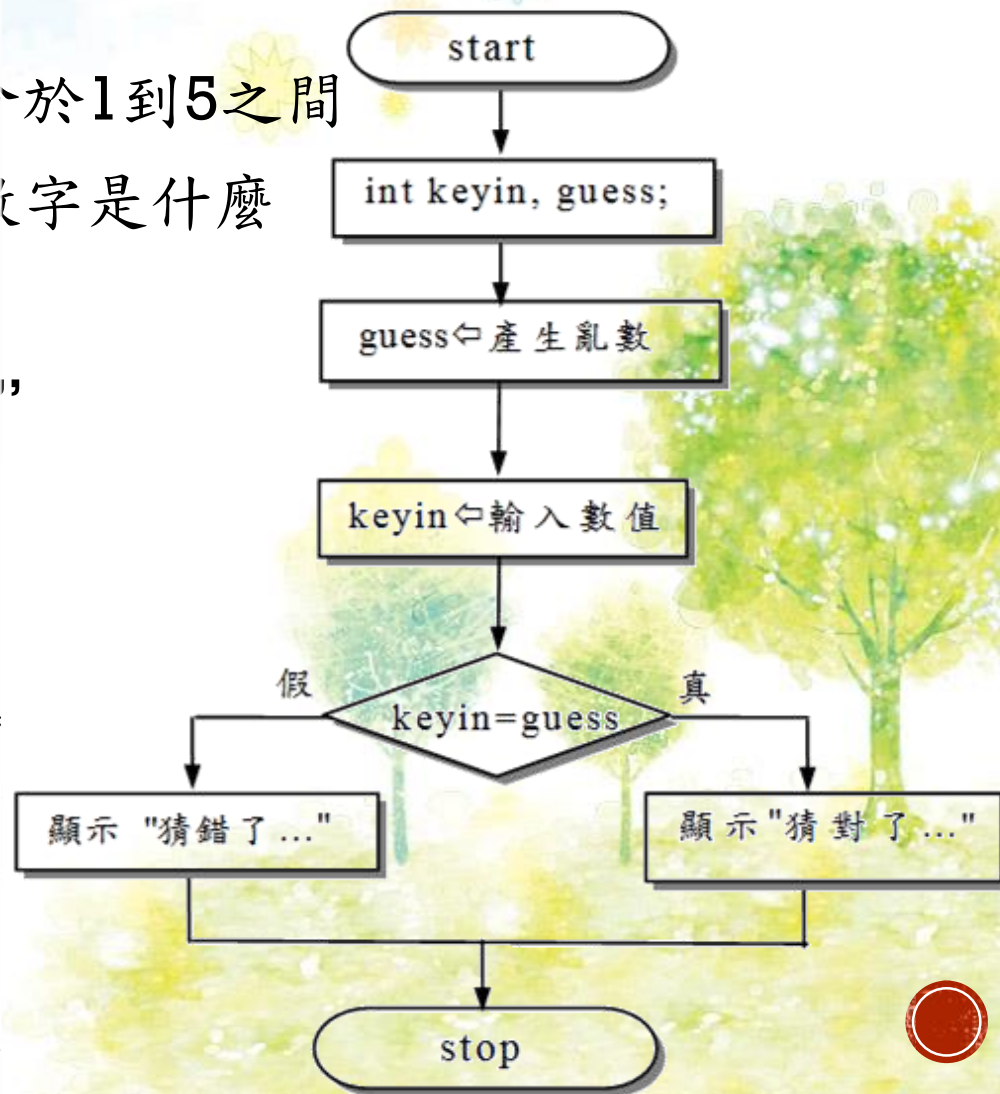 start
於1到5之間
int keyin, guess;
字是什麼
guess⇦產生亂數
,
keyin⇦輸入數值
假
真
keyin=guess
顯示 "猜錯了..."
顯示"猜對了..."
stop